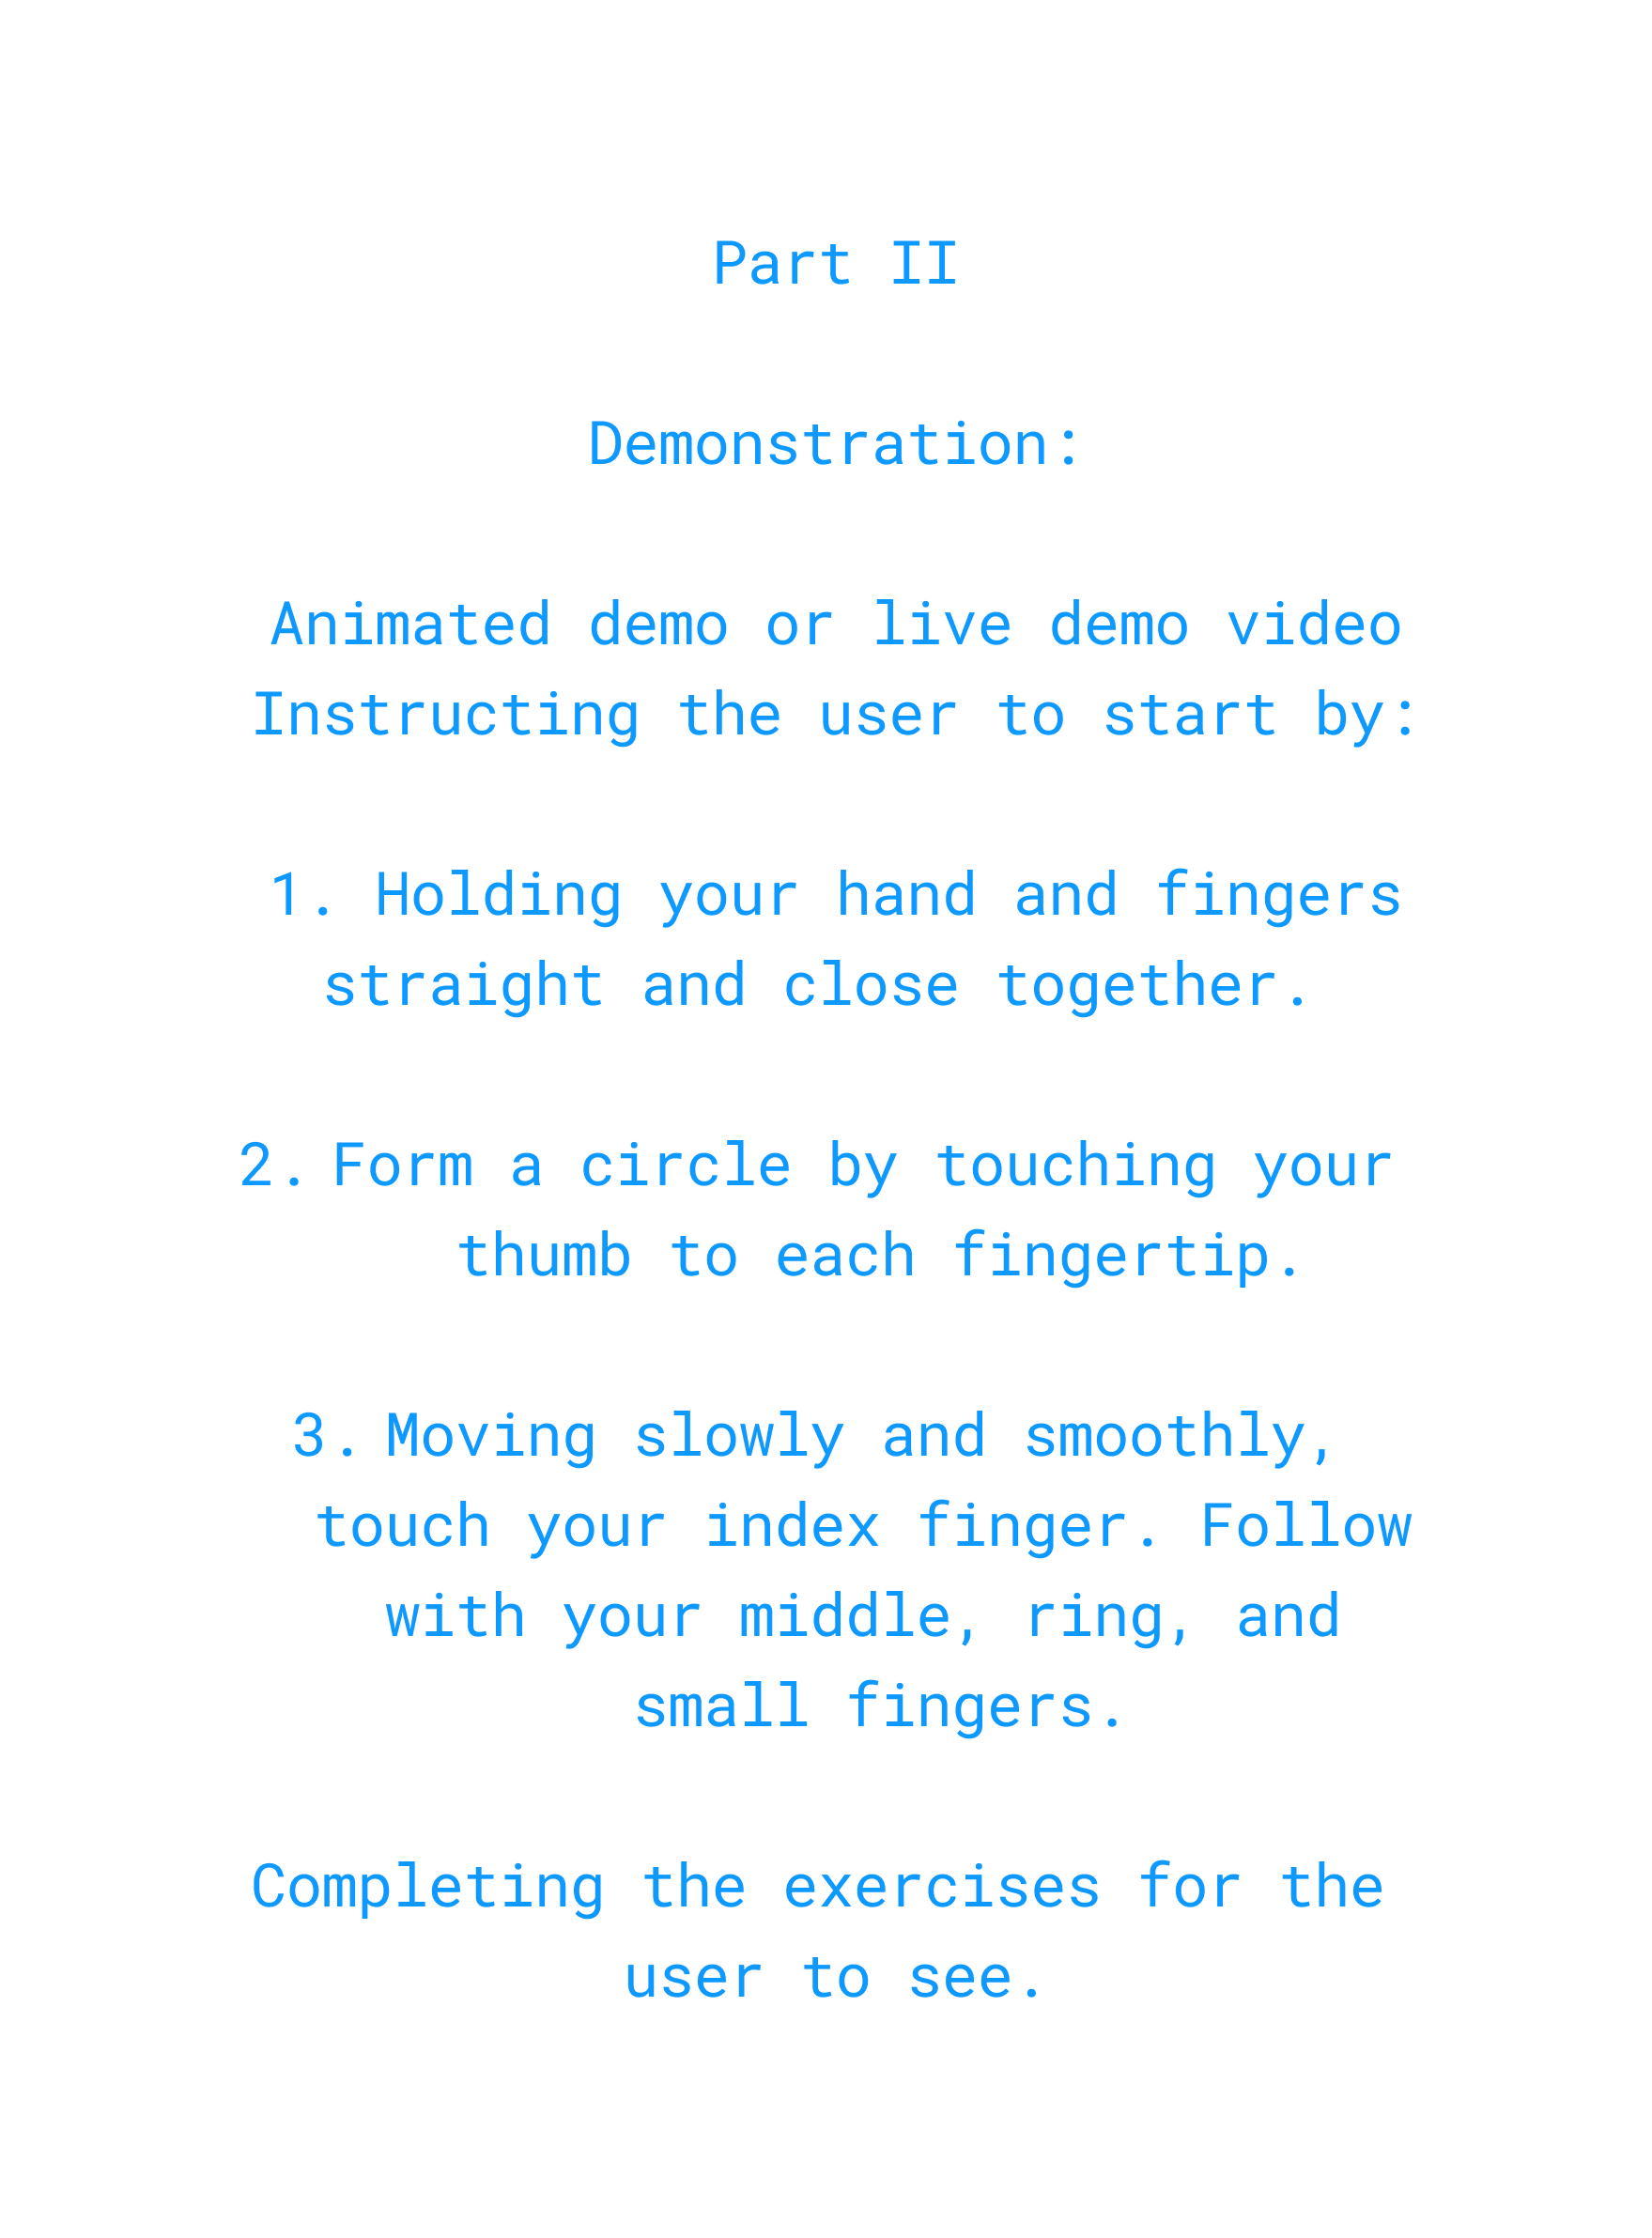 Part II
Demonstration:
Animated demo or live demo video
Instructing the user to start by:
1. Holding your hand and fingers
straight and close together.
2. Form a circle by touching your
thumb to each fingertip.
3. Moving slowly and smoothly,
touch your index finger. Follow
with your middle, ring, and
small fingers.
Completing the exercises for the
user to see.